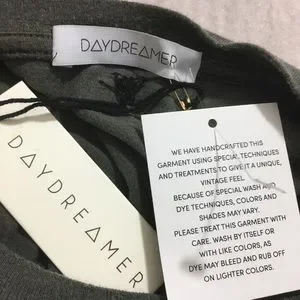 DAYDREAMER
DAYDREAMER
WE HAVE HANDCRAFTED THIS
GARMENT USING SPECIAL TECHNIQUES
AND TREATMENTS TO GIVE IT A UNIQUE,
VINTAGE FEEL.
BECAUSE OF SPECIAL WASH AND
DYE TECHNIQUES, COLORS AND
SHADES MAY VARY.
PLEASE TREAT THIS GARMENT WITH
CARE. WASH BY ITSELF OR
WITH LIKE COLORS, AS
DYE MAY BLEED AND RUB OFF
ON LIGHTER COLORS.